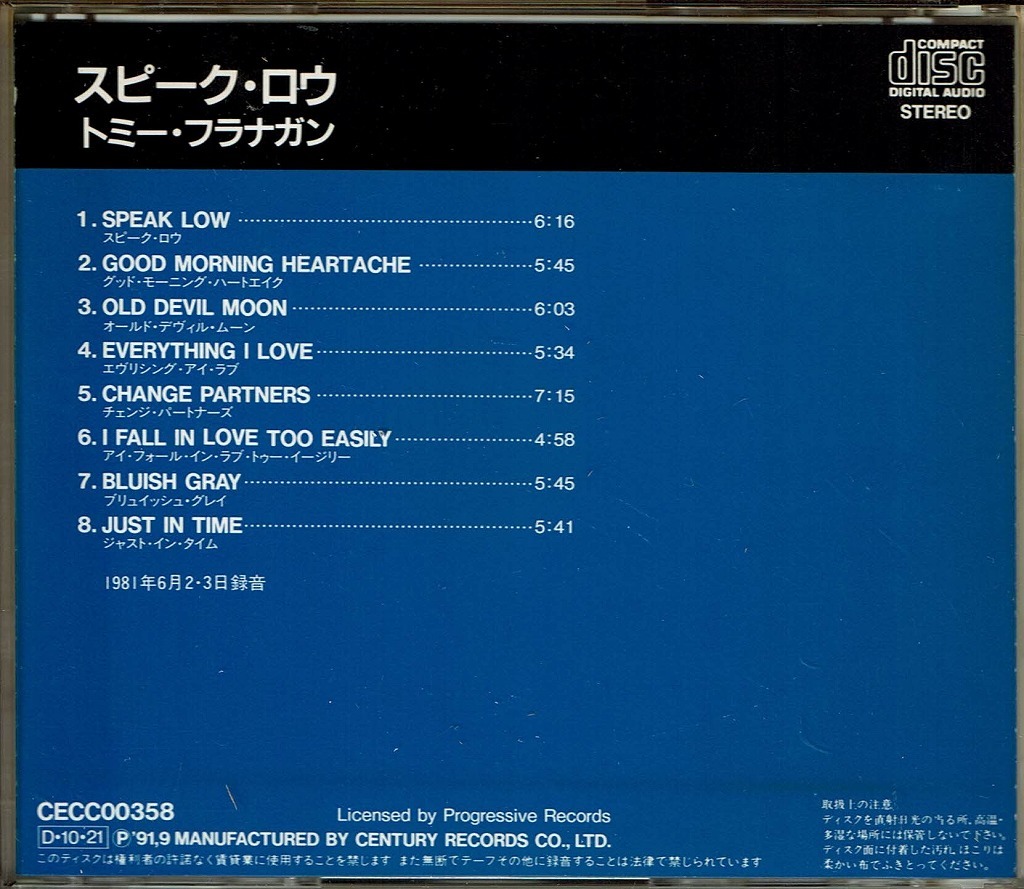 スピーク・ロウ
トミー・フラナガン
COMPACT
disc
DIGITAL AUDIO
STEREO
1. SPEAK LOW 6:16
スピーク・ロウ
2. GOOD MORNING HEARTACHE 5:45
グッド・モーニング・ハートエイク
3. OLD DEVIL MOON 6:03
オールド・デヴィル・ムーン
4. EVERYTHING I LOVE 5:34
エヴリシング・アイ・ラブ
5. CHANGE PARTNERS 7:15
チェンジ・パートナーズ
6. I FALL IN LOVE TOO EASILY 4:58
アイ・フォール・イン・ラブ・トゥー・イージリー
7. BLUISH GRAY 5:45
ブリュイッシュ・グレイ
8. JUST IN TIME 5:41
ジャスト・イン・タイム
1981年6月2・3日録音
CECC00358
Licensed by Progressive Records
D・10・21 Ⓟ'91,9 MANUFACTURED BY CENTURY RECORDS CO., LTD.
このディスクは権利者の許諾なく賃貸業に使用することを禁じます また無断でテープその他に録音することは法律で禁じられています
取扱上の注意
ディスクを直射日光の当る所、高温・
多湿な場所には保管しないで下さい。
ディスク面に付着した汚れ、ほこりは
柔かい布でふきとってください。